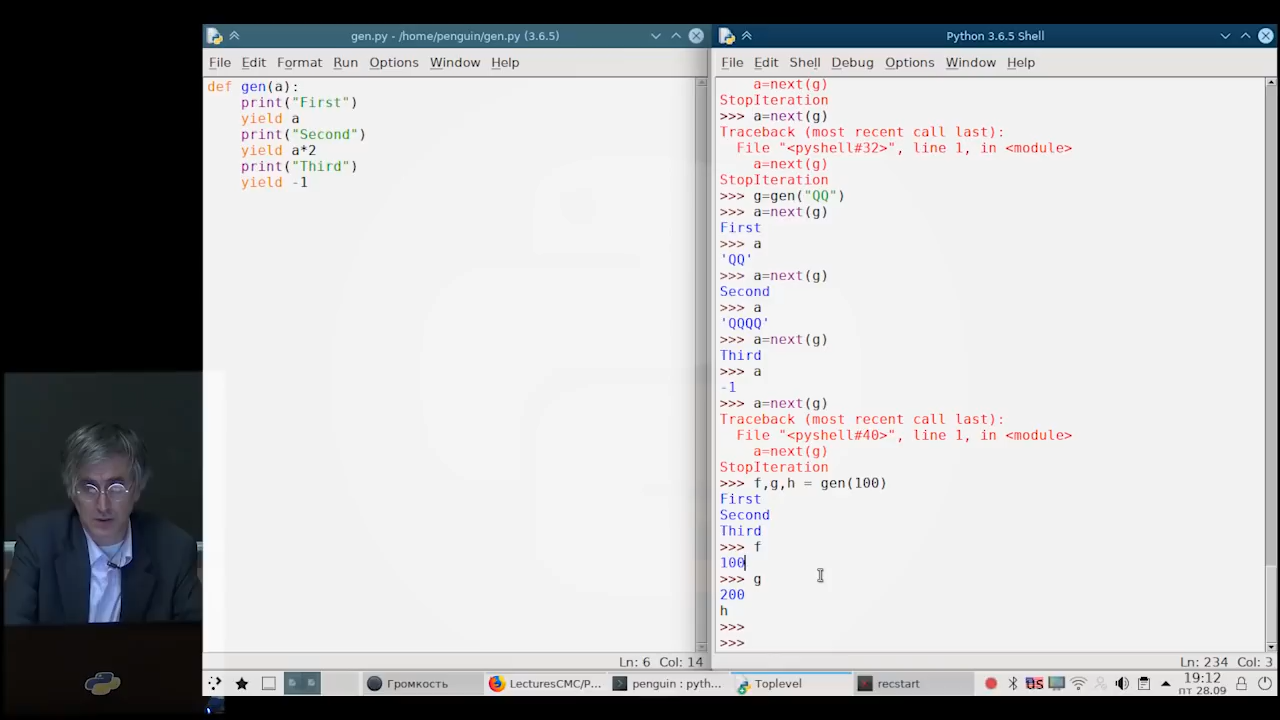 gen.py - /home/penguin/gen.py (3.6.5)
File Edit Format Run Options Window Help
def gen(a):
    print("First")
    yield a
    print("Second")
    yield a*2
    print("Third")
    yield -1
Ln: 6 Col: 14
Python 3.6.5 Shell
File Edit Shell Debug Options Window Help
    a=next(g)
StopIteration
>>> a=next(g)
Traceback (most recent call last):
  File "<pyshell#32>", line 1, in <module>
    a=next(g)
StopIteration
>>> g=gen("QQ")
>>> a=next(g)
First
>>> a
'QQ'
>>> a=next(g)
Second
>>> a
'QQQQ'
>>> a=next(g)
Third
>>> a
-1
>>> a=next(g)
Traceback (most recent call last):
  File "<pyshell#40>", line 1, in <module>
    a=next(g)
StopIteration
>>> f,g,h = gen(100)
First
Second
Third
>>> f
100
>>> g
200
h
>>>
>>>
Ln: 234 Col: 3
Громкость LecturesCMC/P... penguin : pyth... Toplevel recstart US 19:12
пт 28.09